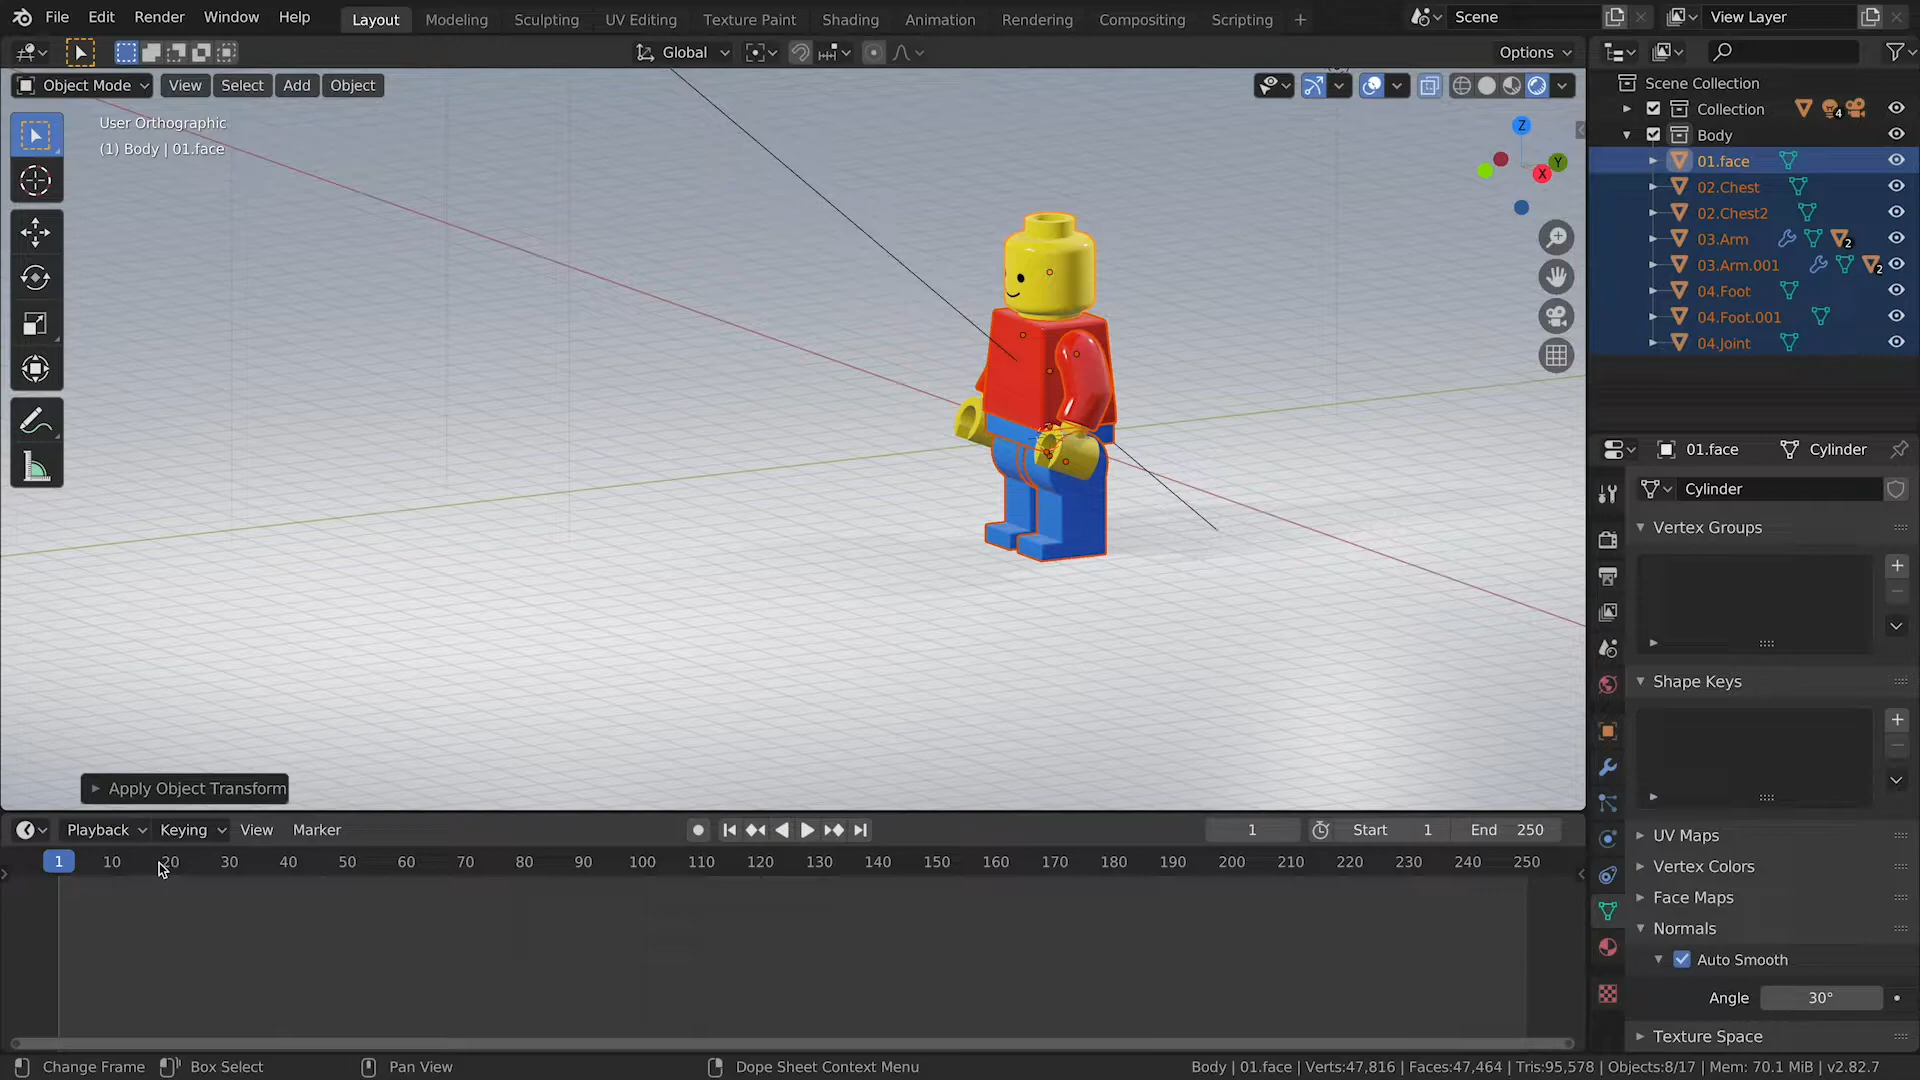 File Edit Render Window Help Layout Modeling Sculpting UV Editing Texture Paint Shading Animation Rendering Compositing Scripting + Scene View Layer
Global Options
Object Mode View Select Add Object
User Orthographic
(1) Body | 01.face
Z
Y
X
Scene Collection
Collection 4
Body
01.face
02.Chest
02.Chest2
03.Arm 2
03.Arm.001 2
04.Foot
04.Foot.001
04.Joint
01.face Cylinder
Cylinder
Vertex Groups
Shape Keys
UV Maps
Vertex Colors
Face Maps
Normals
Auto Smooth
Angle 30°
Texture Space
Apply Object Transform
Playback Keying View Marker 1 Start 1 End 250
1 10 20 30 40 50 60 70 80 90 100 110 120 130 140 150 160 170 180 190 200 210 220 230 240 250
Change Frame Box Select Pan View Dope Sheet Context Menu Body | 01.face | Verts:47,816 | Faces:47,464 | Tris:95,578 | Objects:8/17 | Mem: 70.1 MiB | v2.82.7